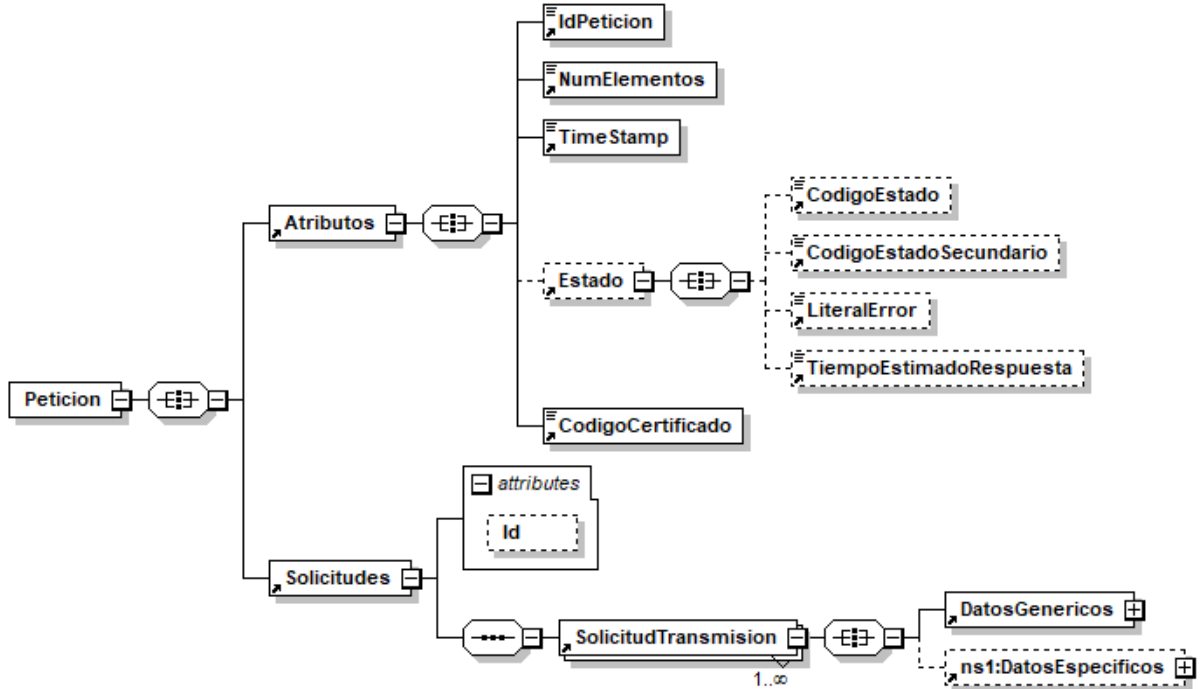 IdPeticion
NumElementos
TimeStamp
Atributos
CodigoEstado
CodigoEstadoSecundario
Estado
LiteralError
TiempoEstimadoRespuesta
Peticion
CodigoCertificado
attributes
Id
Solicitudes
SolicitudTransmision
1..∞
DatosGenericos
ns1:DatosEspecificos